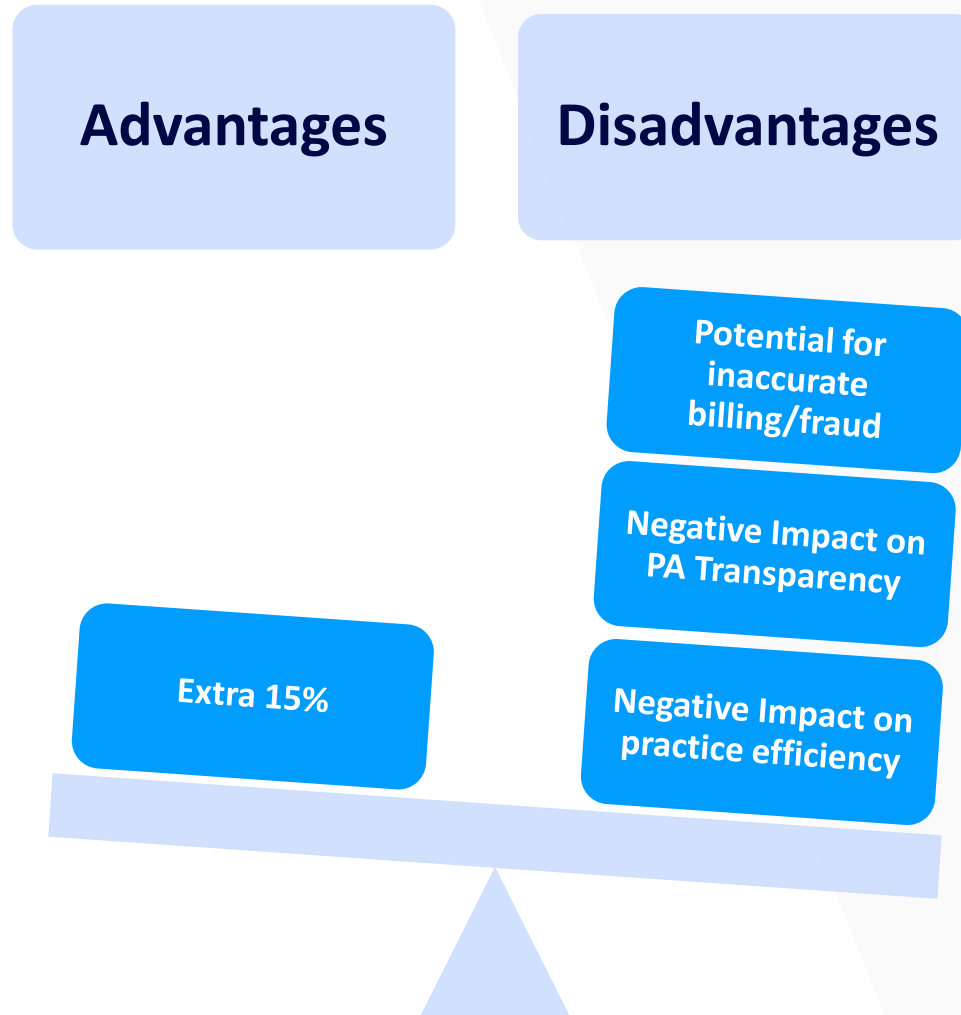 Advantages
Disadvantages
Potential for
inaccurate
billing/fraud
Negative Impact on
PA Transparency
Extra 15%
Negative Impact on
practice efficiency